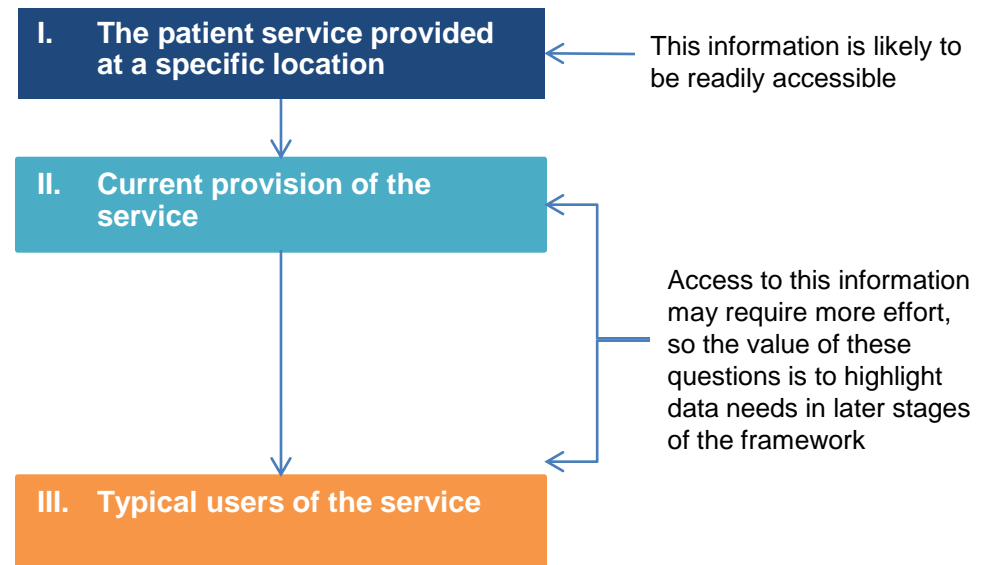 I. The patient service provided
at a specific location
This information is likely to
be readily accessible
II. Current provision of the
service
Access to this information
may require more effort,
so the value of these
questions is to highlight
data needs in later stages
of the framework
III. Typical users of the service